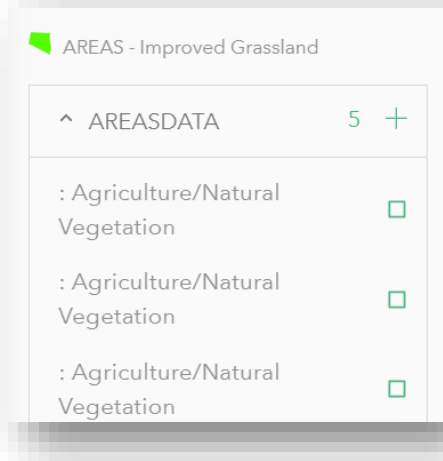 AREAS - Improved Grassland
AREASDATA 5 +
: Agriculture/Natural
Vegetation
: Agriculture/Natural
Vegetation
: Agriculture/Natural
Vegetation